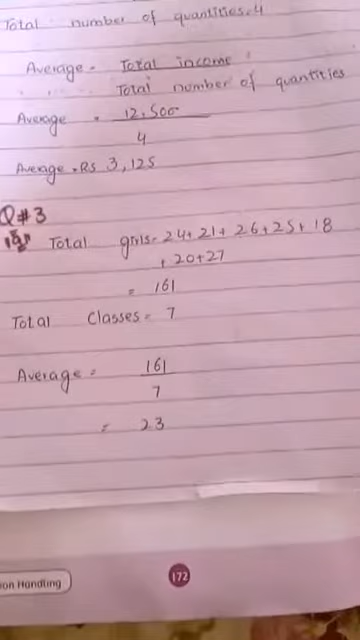 Total number of quantities = 4
Average = Total income
Total number of quantities
Average = 12,500
4
Average = Rs 3,125
Q#3
Total girls = 24+21+26+25+18
+20+27
= 161
Total Classes = 7
Average = 161
7
= 23
172
ion Handling